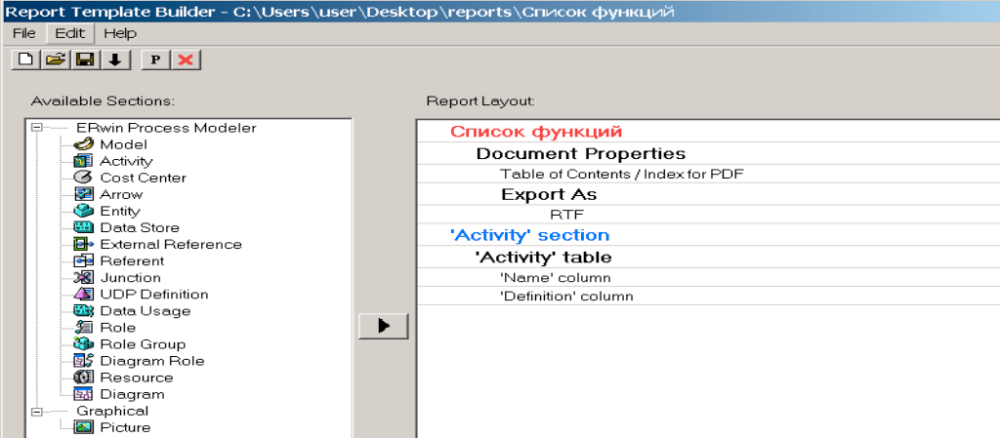 Report Template Builder - C:\Users\user\Desktop\reports\Список функций
File Edit Help
P
Available Sections:
ERwin Process Modeler
Model
Activity
Cost Center
Arrow
Entity
Data Store
External Reference
Referent
Junction
UDP Definition
Data Usage
Role
Role Group
Diagram Role
Resource
Diagram
Graphical
Picture
Report Layout:
Список функций
Document Properties
Table of Contents / Index for PDF
Export As
RTF
'Activity' section
'Activity' table
'Name' column
'Definition' column